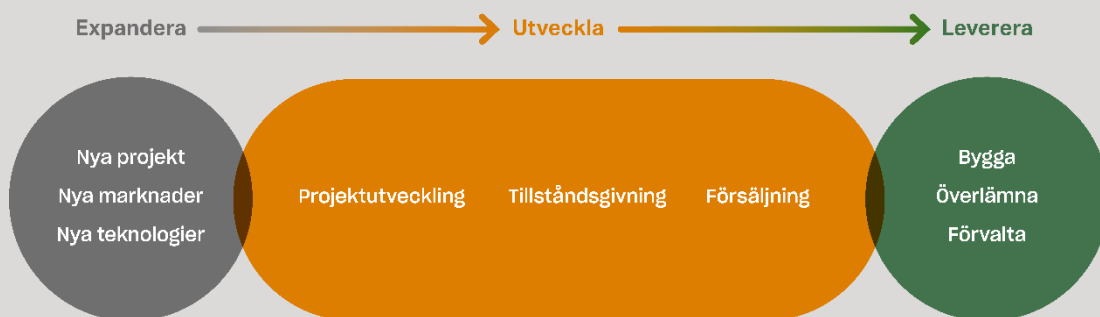 Expandera
Utveckla
Leverera
Nya projekt
Nya marknader
Nya teknologier
Projektutveckling
Tillståndsgivning
Försäljning
Bygga
Överlämna
Förvalta